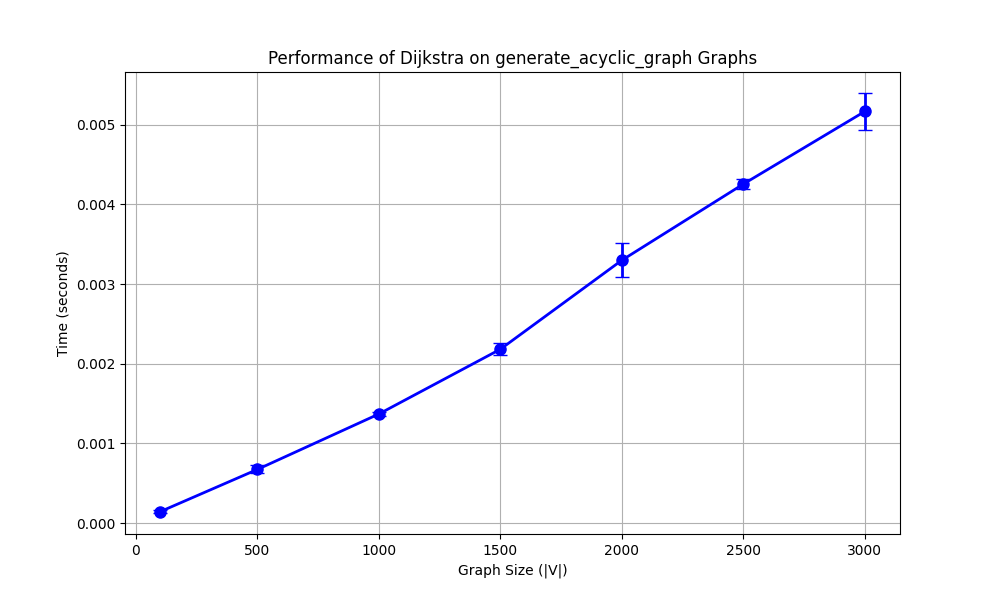 Performance of Dijkstra on generate_acyclic_graph Graphs
Time (seconds)
0.005
0.004
0.003
0.002
0.001
0.000
0 500 1000 1500 2000 2500 3000
Graph Size (|V|)